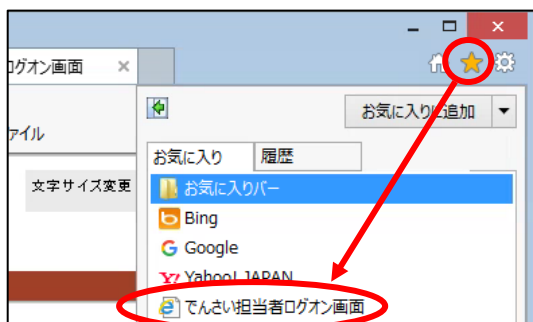 ログオン画面
お気に入りに追加
ァイル
お気に入り 履歴
文字サイズ変更
お気に入りバー
Bing
Google
Yahoo! JAPAN
でんさい担当者ログオン画面